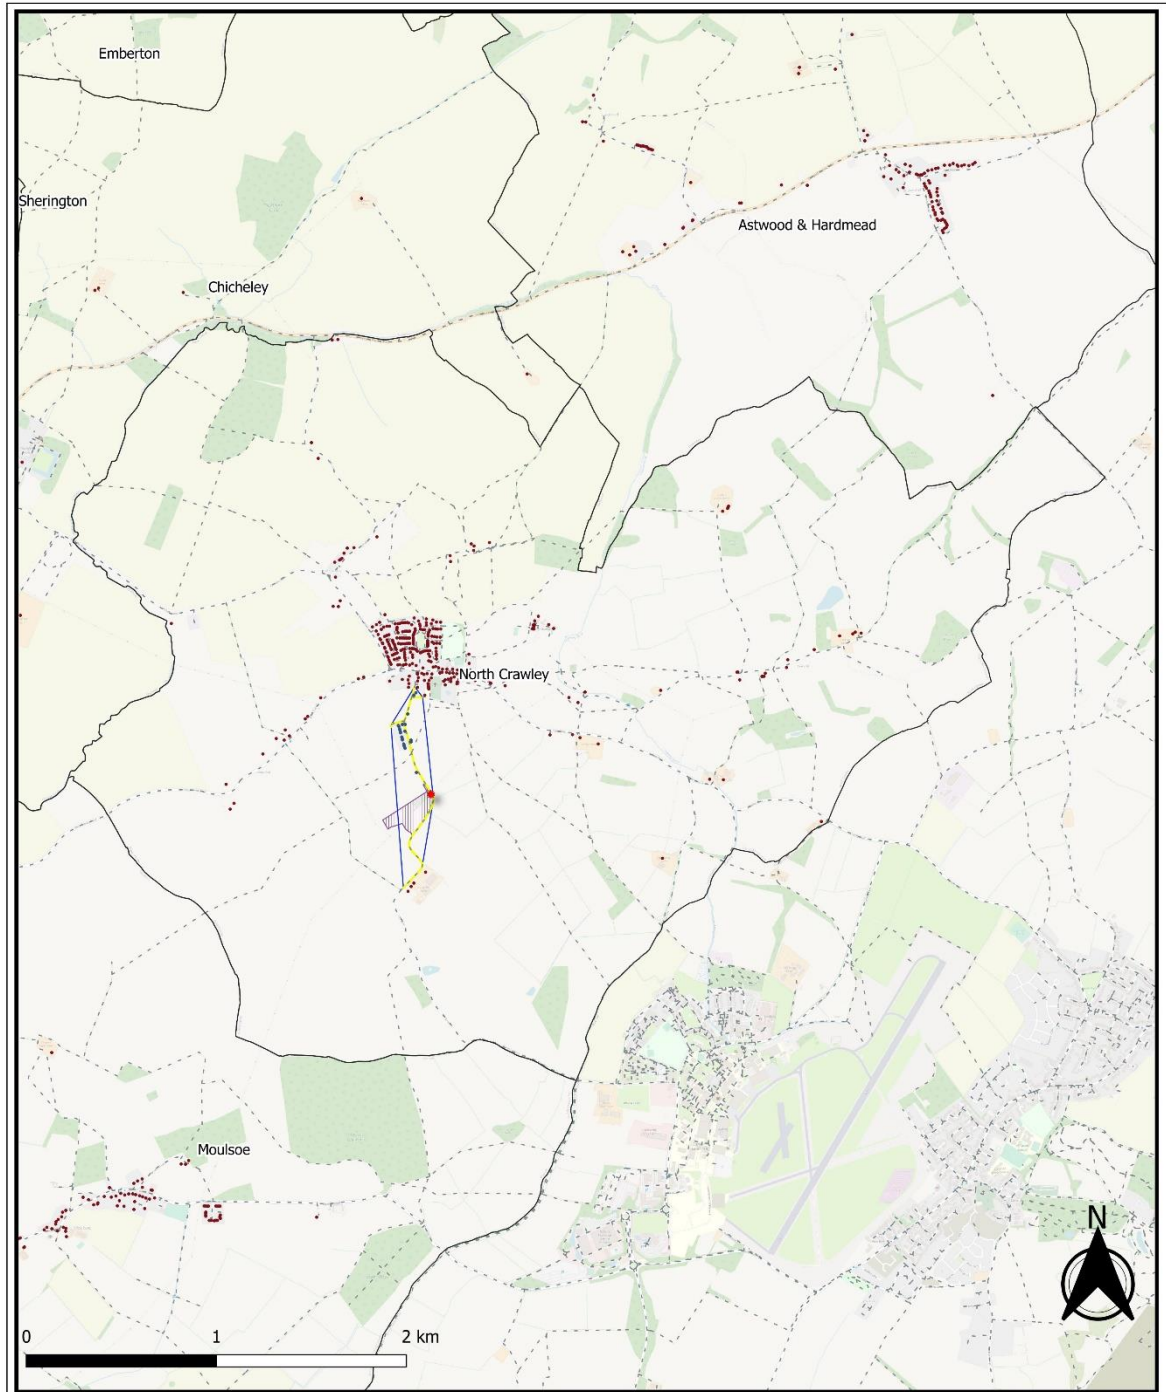 Emberton
Sherington
Astwood & Hardmead
Chicheley
North Crawley
Moulsoe
N
0 1 2 km